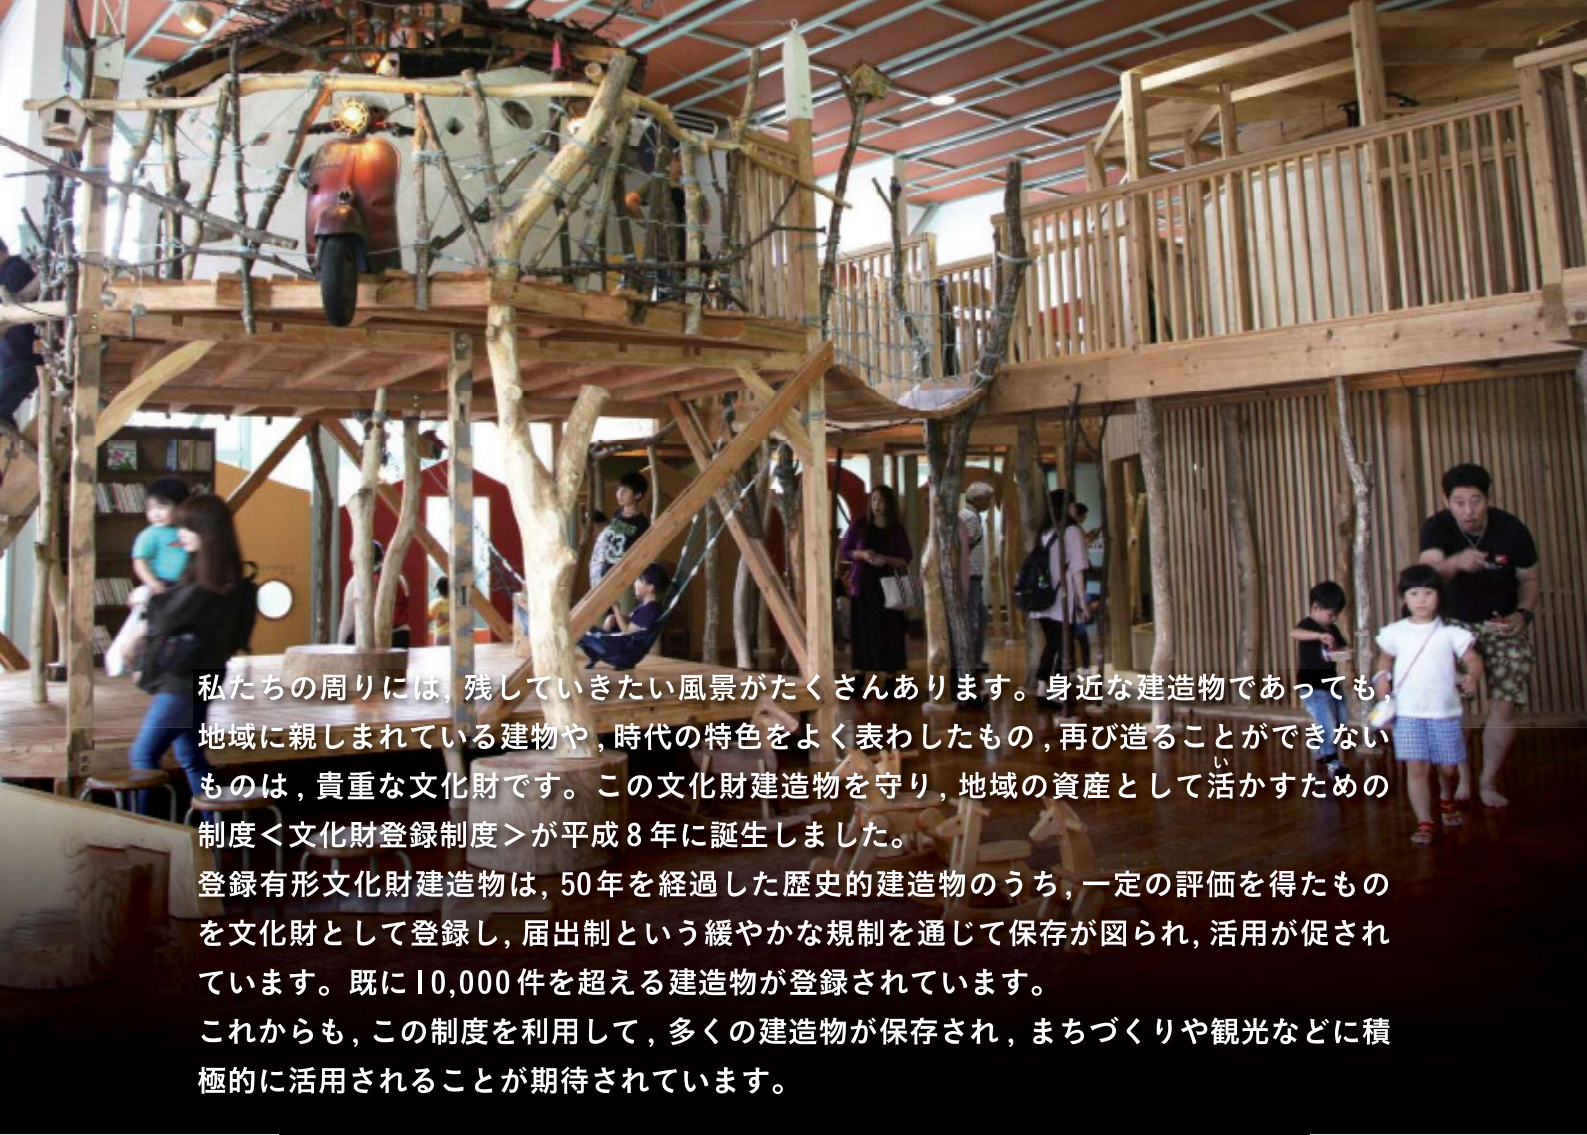 私たちの周りには, 残していきたい風景がたくさんあります。身近な建造物であっても,
地域に親しまれている建物や , 時代の特色をよく表わしたもの , 再び造ることができない
い
ものは , 貴重な文化財です。この文化財建造物を守り, 地域の資産として活かすための
制度＜文化財登録制度＞が平成 8 年に誕生しました。
登録有形文化財建造物は, 50年を経過した歴史的建造物のうち, 一定の評価を得たもの
を文化財として登録し, 届出制という緩やかな規制を通じて保存が図られ, 活用が促され
ています。既に10,000件を超える建造物が登録されています。
これからも, この制度を利用して, 多くの建造物が保存され , まちづくりや観光などに積
極的に活用されることが期待されています。